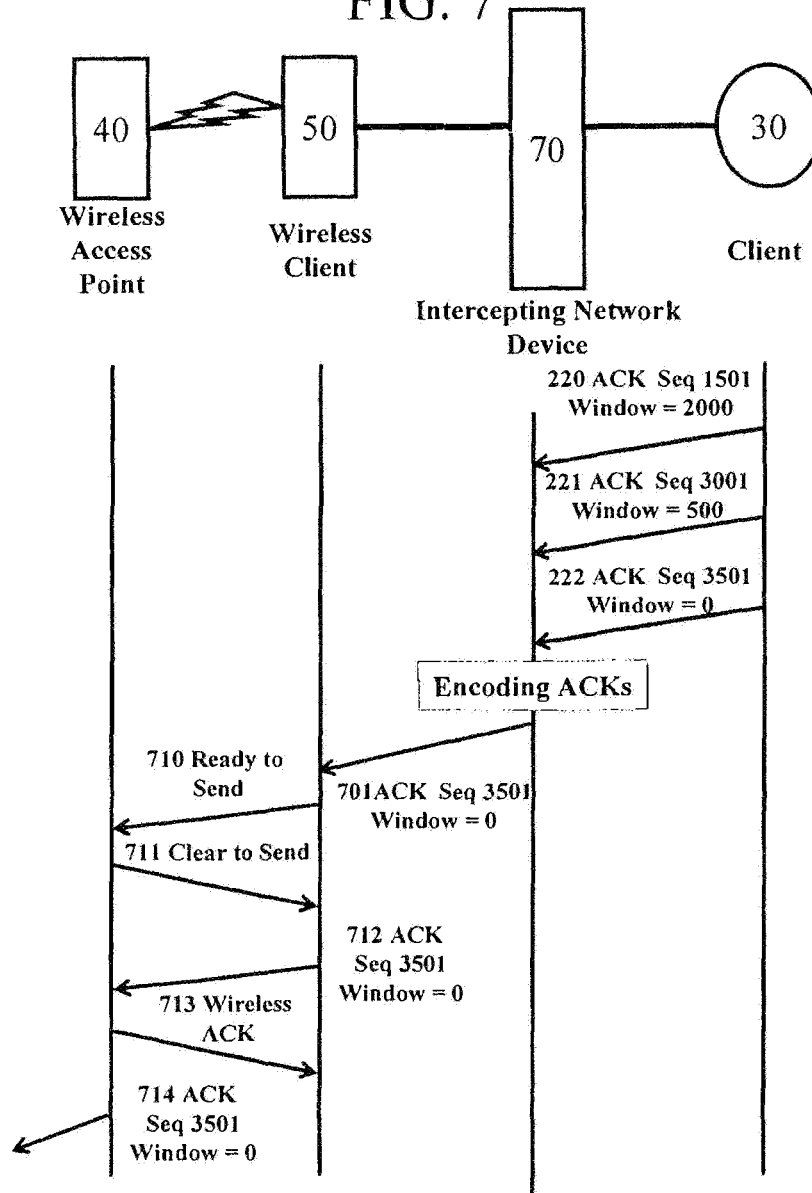 FIG. 7
40
50
70
30
Wireless
Access
Point
Wireless
Client
Intercepting Network
Device
Client
220 ACK Seq 1501
Window = 2000
221 ACK Seq 3001
Window = 500
222 ACK Seq 3501
Window = 0
Encoding ACKs
710 Ready to
Send
701ACK Seq 3501
Window = 0
711 Clear to Send
712 ACK
Seq 3501
Window = 0
713 Wireless
ACK
714 ACK
Seq 3501
Window = 0